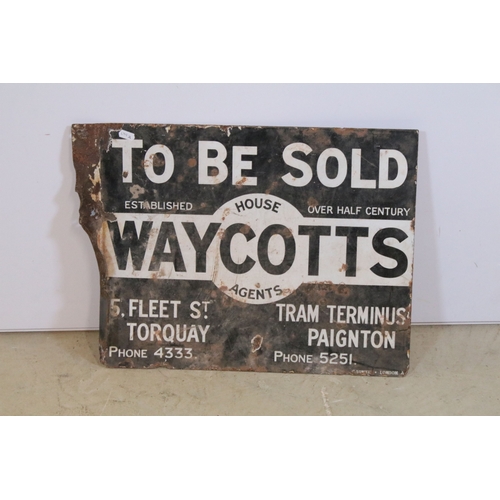 TO BE SOLD
HOUSE
ESTABLISHED OVER HALF CENTURY
WAYCOTTS
AGENTS
5, FLEET ST TRAM TERMINUS
TORQUAY PAIGNTON
PHONE 4333. PHONE 5251.
LONDON